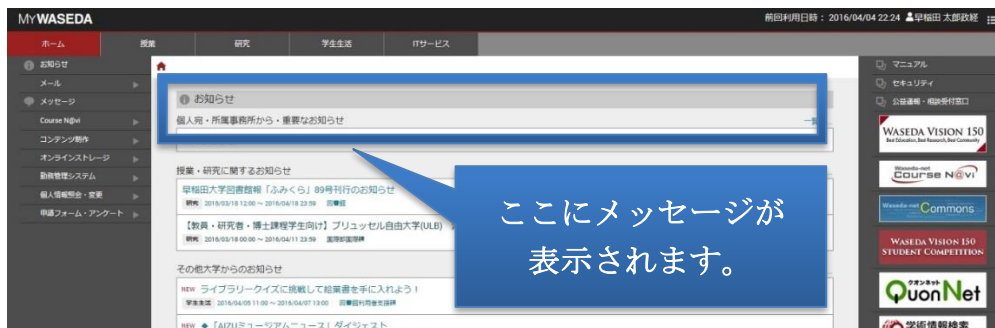 MYWASEDA
前回利用日時： 2016/04/04 22:24 早稲田 太郎政経
ホーム 授業 研究 学生生活 ITサービス
お知らせ
メール
メッセージ
Course N@vi
コンテンツ制作
オンラインストレージ
勤務管理システム
個人情報照会・変更
申請フォーム・アンケート
お知らせ
個人宛・所属事務所から・重要なお知らせ
授業・研究に関するお知らせ
早稲田大学図書館報「ふみくら」89号刊行のお知らせ
研究 2016/03/18 12:00 ～ 2016/04/18 23:59 図書館
【教員・研究者・博士課程学生向け】ブリュッセル自由大学(ULB)
研究 2016/03/18 00:00 ～ 2016/04/11 23:59 国際部国際課
その他大学からのお知らせ
NEW ライブラリークイズに挑戦して絵葉書を手に入れよう！
学生生活 2016/04/05 11:00 ～ 2016/04/07 13:00 図書館利用者支援課
NEW ◆「AIZUミュージアムニュース」ダイジェスト
ここにメッセージが
表示されます。
マニュアル
セキュリティ
公益通報・相談受付窓口
WASEDA VISION 150
Best Education, Best Research, Best Community
Waseda-net
Course N@vi
Waseda-net Commons
WASEDA VISION 150
STUDENT COMPETITION
クオンネット
Quon Net
学術情報検索